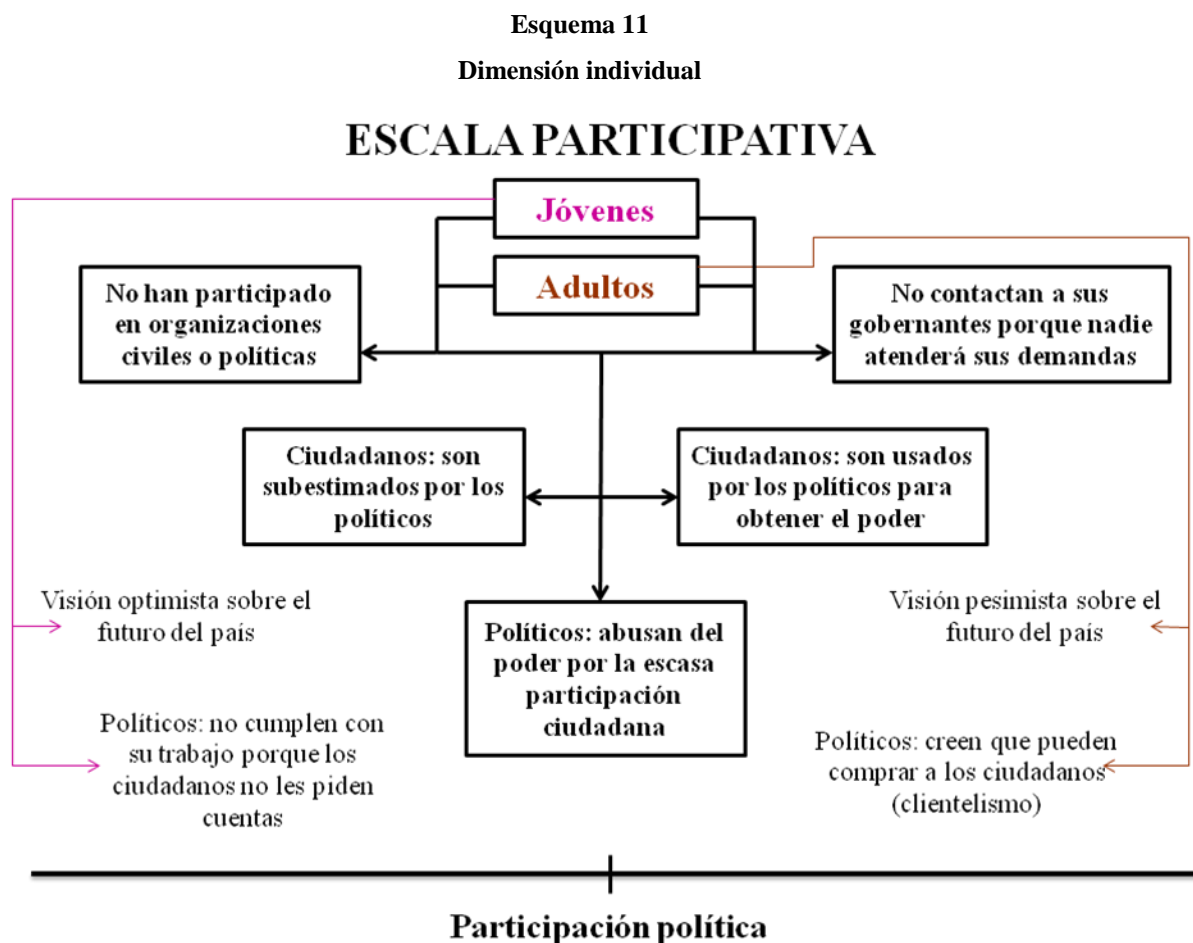 Esquema 11
Dimensión individual
ESCALA PARTICIPATIVA
Jóvenes
Adultos
No han participado
en organizaciones
civiles o políticas
No contactan a sus
gobernantes porque nadie
atenderá sus demandas
Ciudadanos: son
subestimados por los
políticos
Ciudadanos: son usados
por los políticos para
obtener el poder
Visión optimista sobre el
futuro del país
Visión pesimista sobre el
futuro del país
Políticos: abusan del
poder por la escasa
participación
ciudadana
Políticos: no cumplen con
su trabajo porque los
ciudadanos no les piden
cuentas
Políticos: creen que pueden
comprar a los ciudadanos
(clientelismo)
Participación política